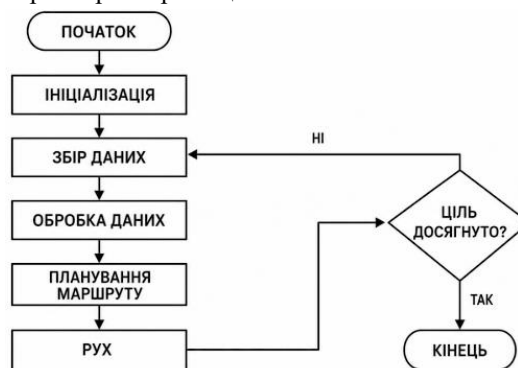 ПОЧАТОК
ІНІЦІАЛІЗАЦІЯ
ЗБІР ДАНИХ
ОБРОБКА ДАНИХ
ПЛАНУВАННЯ
МАРШРУТУ
РУХ
НІ
ЦІЛЬ
ДОСЯГНУТО?
ТАК
КІНЕЦЬ